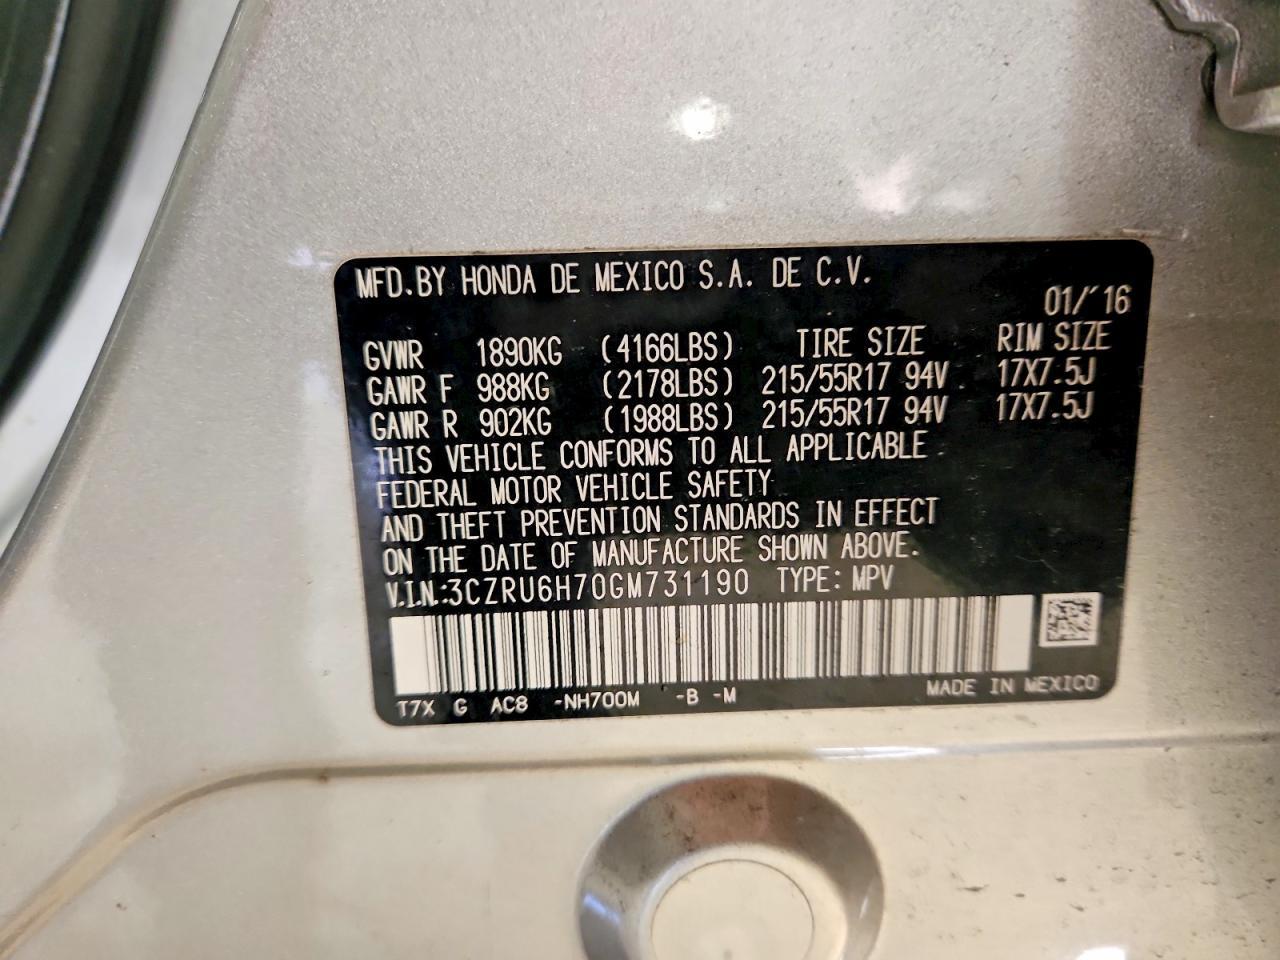 MFD.BY HONDA DE MEXICO S.A. DE C.V.
01/'16
GVWR 1890KG (4166LBS) TIRE SIZE RIM SIZE
GAWR F 988KG (2178LBS) 215/55R17 94V 17X7.5J
GAWR R 902KG (1988LBS) 215/55R17 94V 17X7.5J
THIS VEHICLE CONFORMS TO ALL APPLICABLE
FEDERAL MOTOR VEHICLE SAFETY
AND THEFT PREVENTION STANDARDS IN EFFECT
ON THE DATE OF MANUFACTURE SHOWN ABOVE.
V.I.N.:3CZRU6H70GM731190 TYPE: MPV
T7X G AC8 -NH700M -B -M MADE IN MEXICO